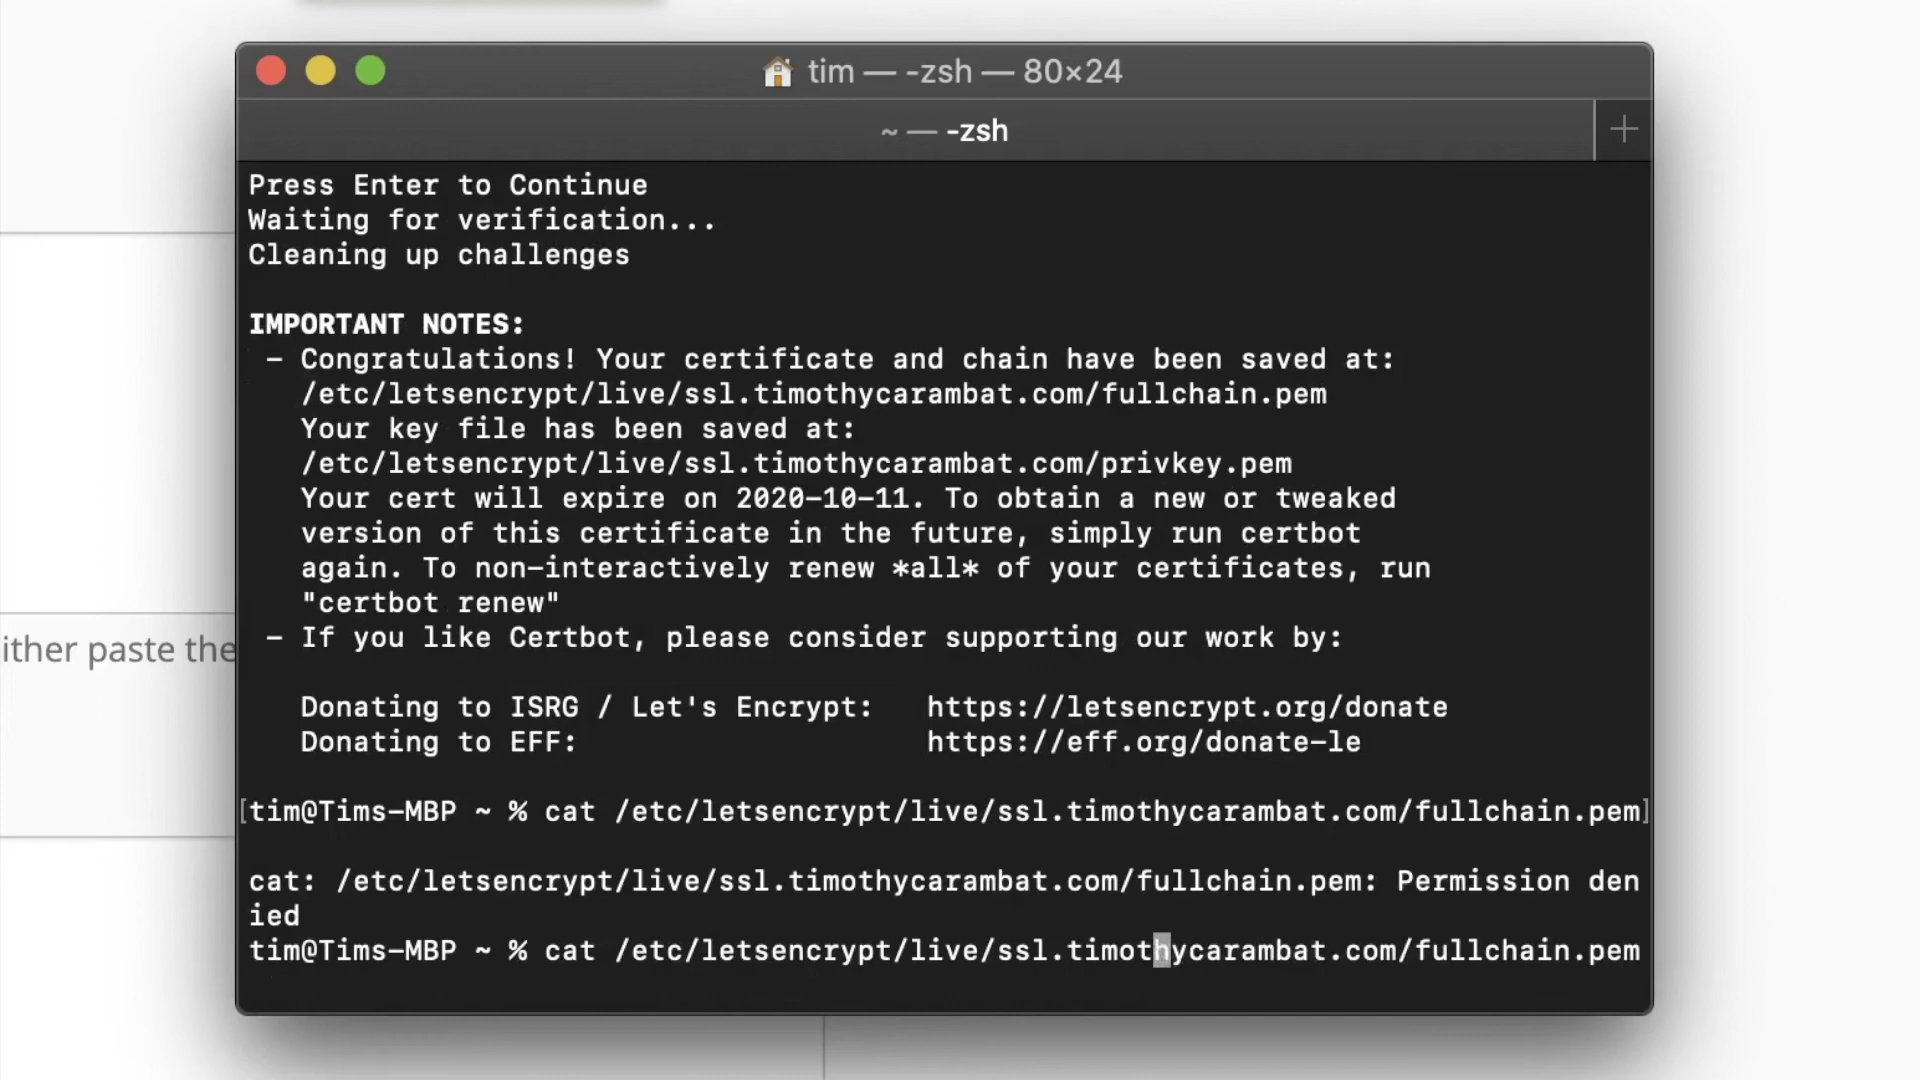 tim — -zsh — 80×24
~ — -zsh
Press Enter to Continue
Waiting for verification...
Cleaning up challenges
IMPORTANT NOTES:
– Congratulations! Your certificate and chain have been saved at:
/etc/letsencrypt/live/ssl.timothycarambat.com/fullchain.pem
Your key file has been saved at:
/etc/letsencrypt/live/ssl.timothycarambat.com/privkey.pem
Your cert will expire on 2020-10-11. To obtain a new or tweaked
version of this certificate in the future, simply run certbot
again. To non-interactively renew *all* of your certificates, run
"certbot renew"
ither paste the
– If you like Certbot, please consider supporting our work by:
Donating to ISRG / Let's Encrypt:   https://letsencrypt.org/donate
Donating to EFF:                    https://eff.org/donate-le
[tim@Tims-MBP ~ % cat /etc/letsencrypt/live/ssl.timothycarambat.com/fullchain.pem]
cat: /etc/letsencrypt/live/ssl.timothycarambat.com/fullchain.pem: Permission den
ied
tim@Tims-MBP ~ % cat /etc/letsencrypt/live/ssl.timothycarambat.com/fullchain.pem